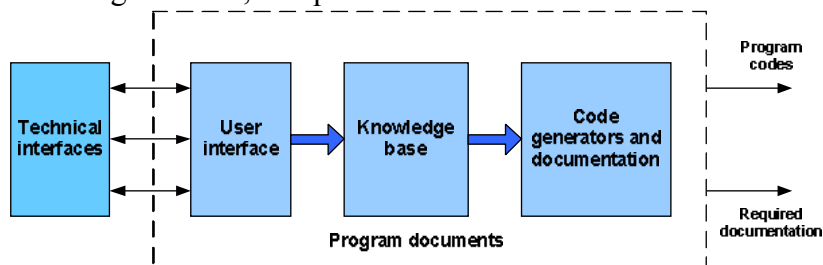 Program
codes
Technical
interfaces
User
interface
Knowledge
base
Code
generators and
documentation
Required
documentation
Program documents